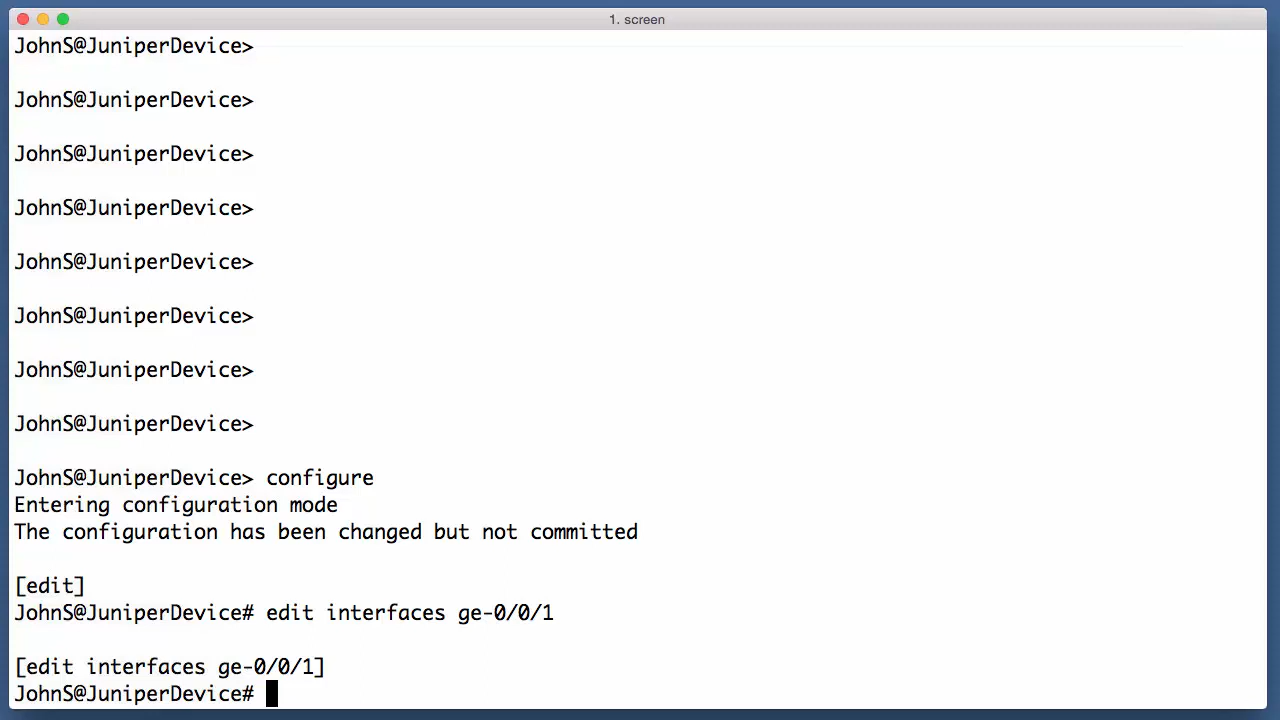 1. screen
JohnS@JuniperDevice>
JohnS@JuniperDevice>
JohnS@JuniperDevice>
JohnS@JuniperDevice>
JohnS@JuniperDevice>
JohnS@JuniperDevice>
JohnS@JuniperDevice>
JohnS@JuniperDevice>
JohnS@JuniperDevice> configure
Entering configuration mode
The configuration has been changed but not committed
[edit]
JohnS@JuniperDevice# edit interfaces ge-0/0/1
[edit interfaces ge-0/0/1]
JohnS@JuniperDevice#